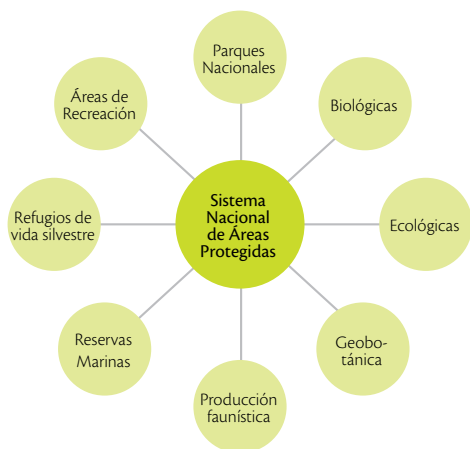 Parques
Nacionales
Áreas de
Recreación
Biológicas
Sistema
Nacional
de Áreas
Protegidas
Refugios de
vida silvestre
Ecológicas
Reservas
Marinas
Geobo-
tánica
Producción
faunística